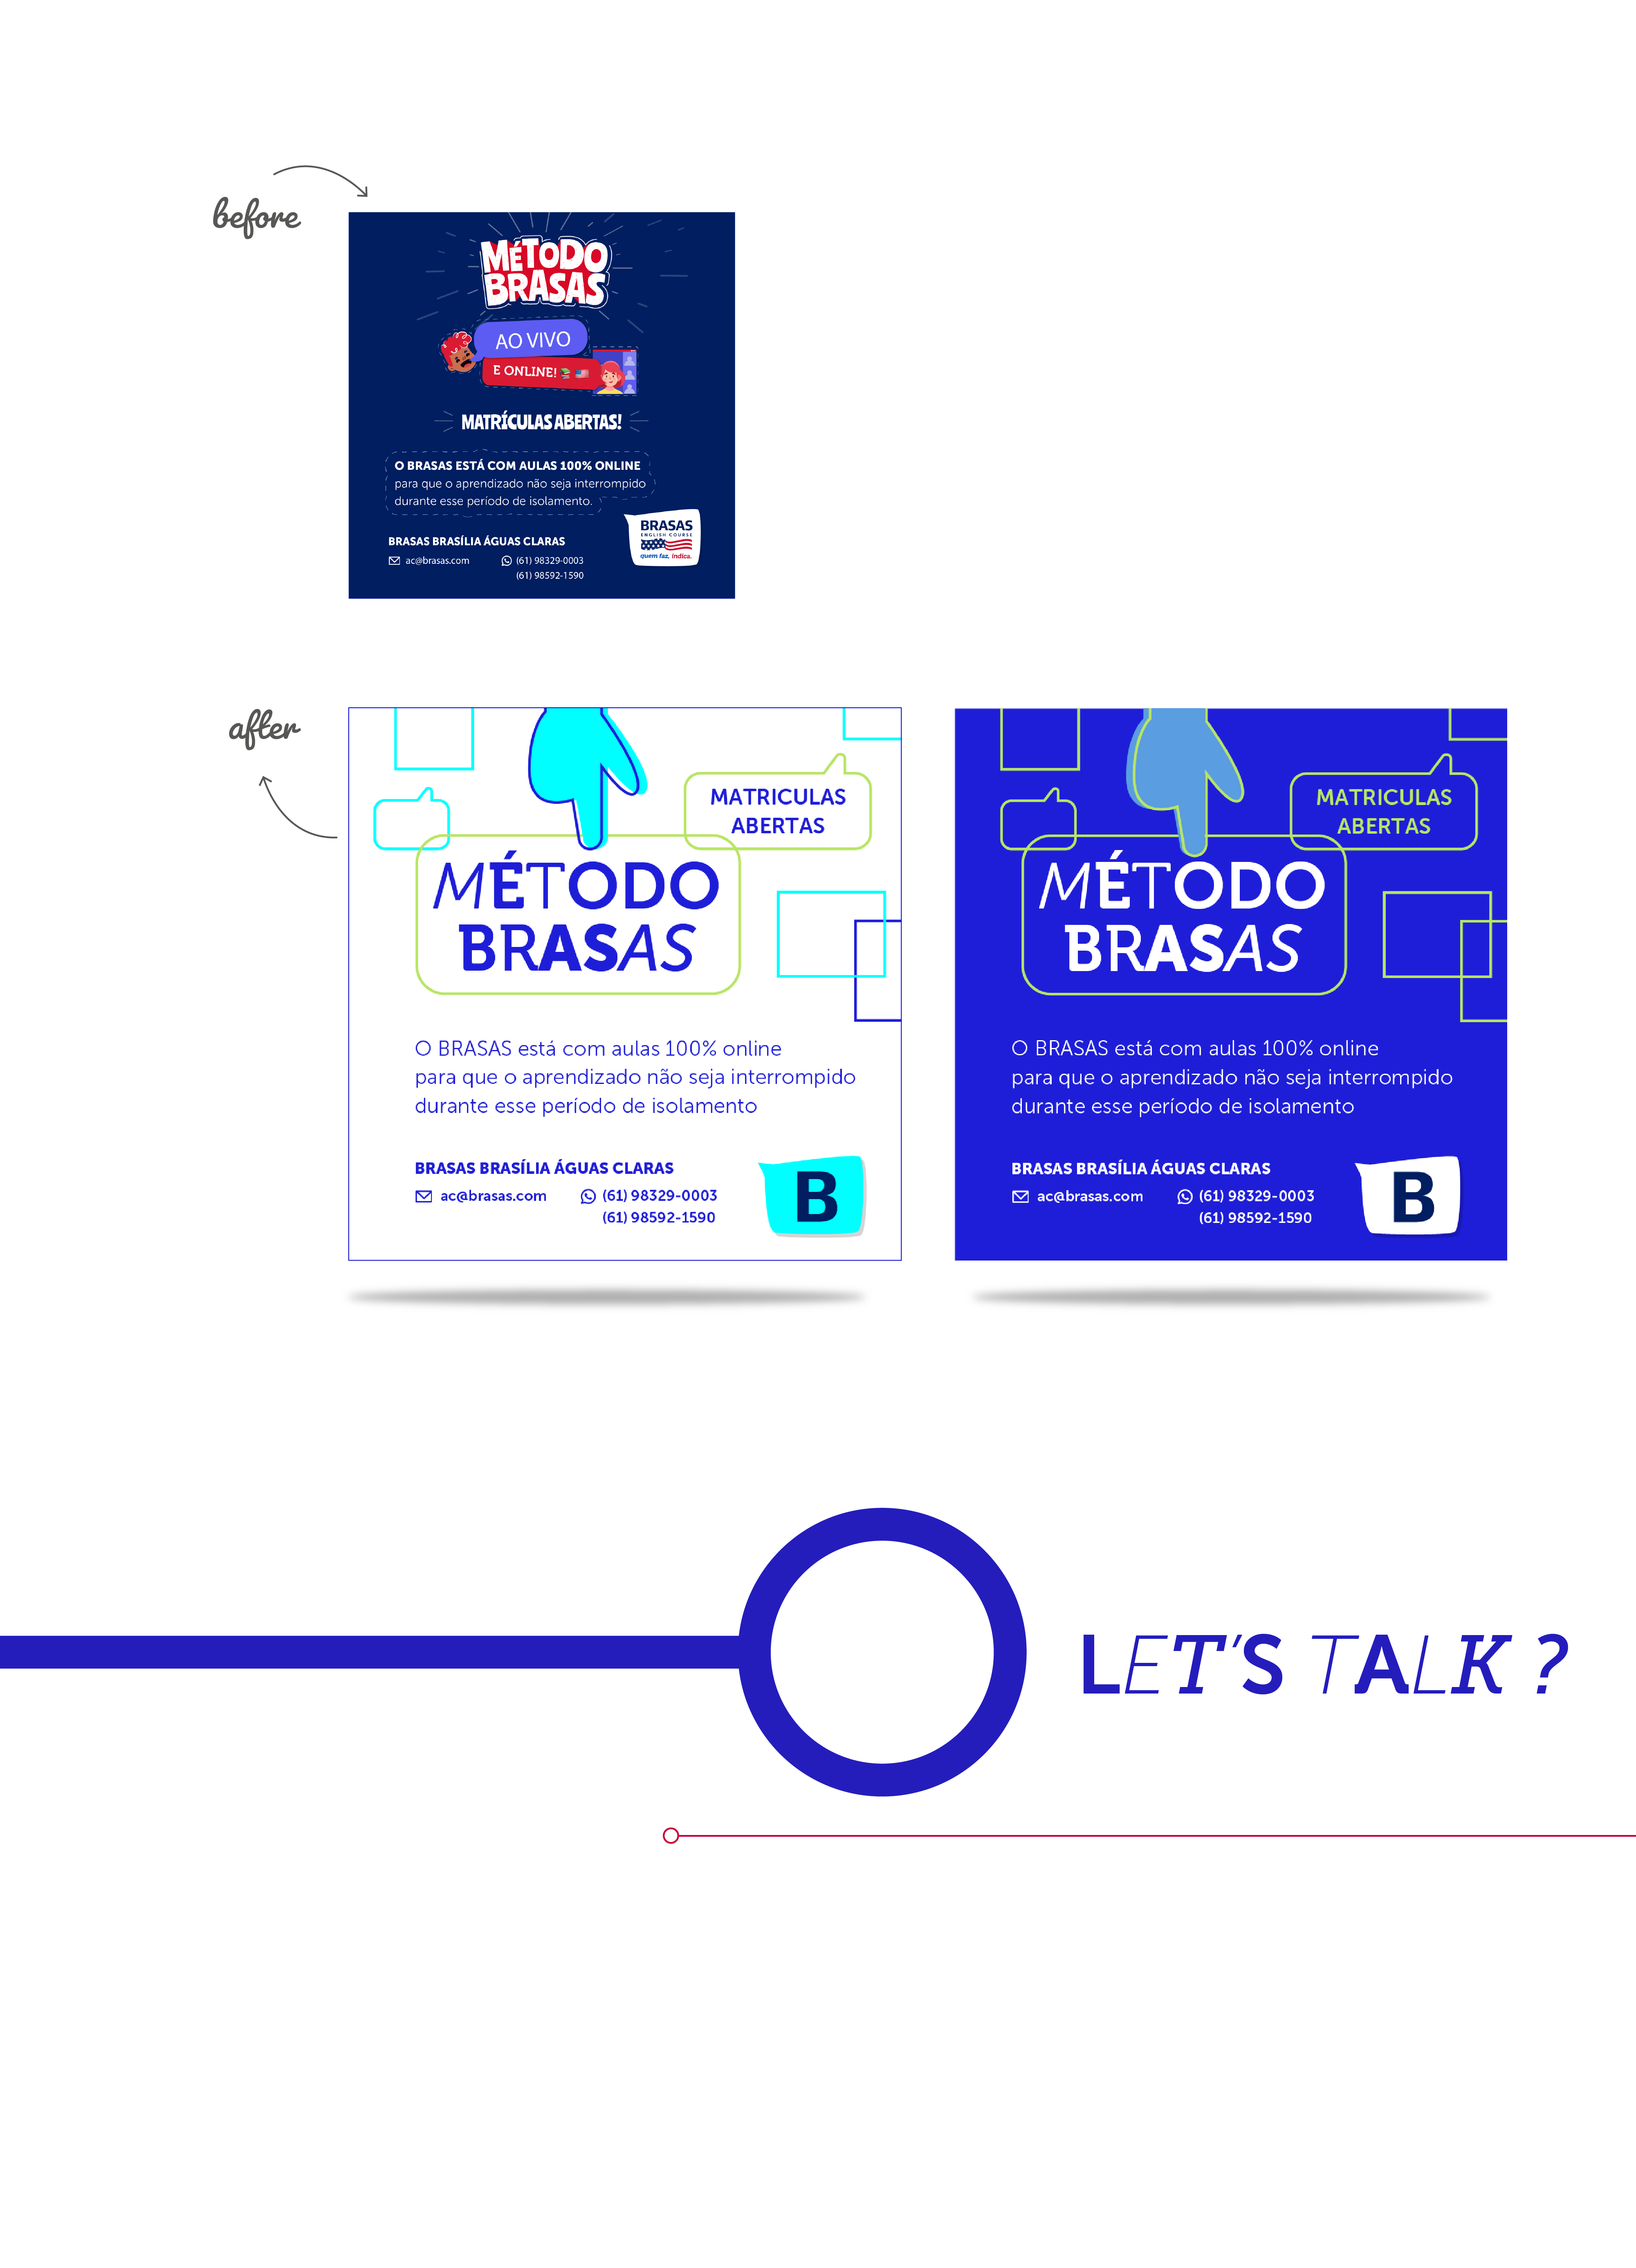 before
MÉTODO
BRASAS
AO VIVO
E ONLINE!
MATRÍCULAS ABERTAS!
O BRASAS ESTÁ COM AULAS 100% ONLINE
para que o aprendizado não seja interrompido
durante esse período de isolamento.
BRASAS
ENGLISH COURSE
quem faz, indica.
BRASAS BRASÍLIA ÁGUAS CLARAS
ac@brasas.com (61) 98329-0003
(61) 98592-1590
after
MATRICULAS
ABERTAS
MÉTODO
BRASAS
O BRASAS está com aulas 100% online
para que o aprendizado não seja interrompido
durante esse período de isolamento
BRASAS BRASÍLIA ÁGUAS CLARAS
ac@brasas.com (61) 98329-0003
(61) 98592-1590
B
MATRICULAS
ABERTAS
MÉTODO
BRASAS
O BRASAS está com aulas 100% online
para que o aprendizado não seja interrompido
durante esse período de isolamento
BRASAS BRASÍLIA ÁGUAS CLARAS
ac@brasas.com (61) 98329-0003
(61) 98592-1590
B
LET'S TALK ?